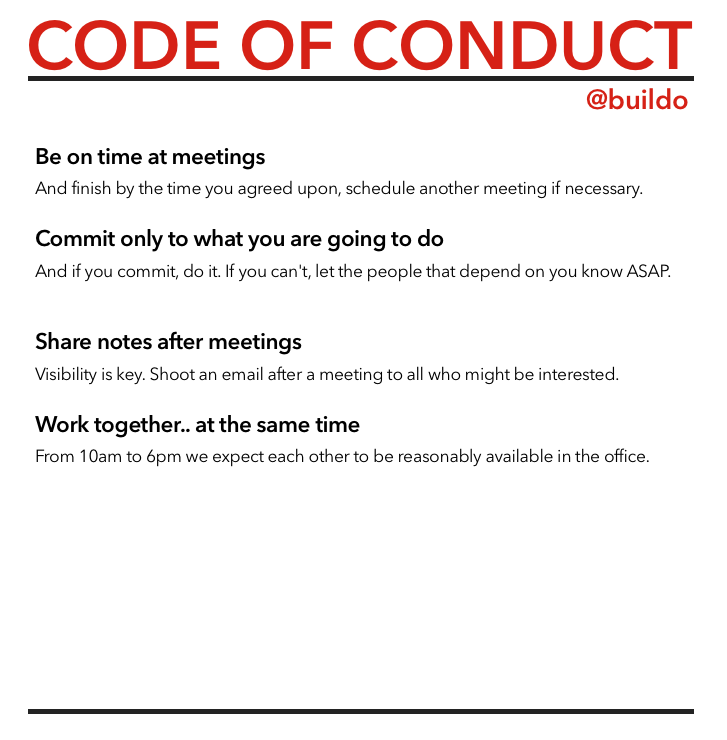 CODE OF CONDUCT
@buildo
Be on time at meetings
And finish by the time you agreed upon, schedule another meeting if necessary.
Commit only to what you are going to do
And if you commit, do it. If you can't, let the people that depend on you know ASAP.
Share notes after meetings
Visibility is key. Shoot an email after a meeting to all who might be interested.
Work together.. at the same time
From 10am to 6pm we expect each other to be reasonably available in the office.